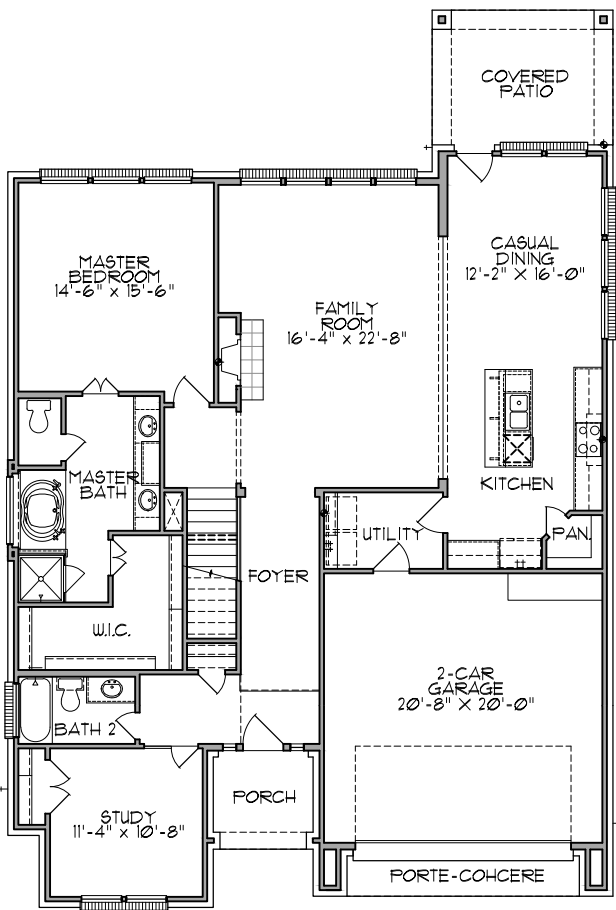 COVERED
PATIO
CASUAL
DINING
12'-2" X 16'-0"
MASTER
BEDROOM
14'-6" X 15'-6"
FAMILY
ROOM
16'-4" X 22'-8"
MASTER
BATH
KITCHEN
UTILITY
PAN.
FOYER
W.I.C.
2-CAR
GARAGE
20'-8" X 20'-0"
BATH 2
PORCH
STUDY
11'-4" X 10'-8"
PORTE-COHCERE